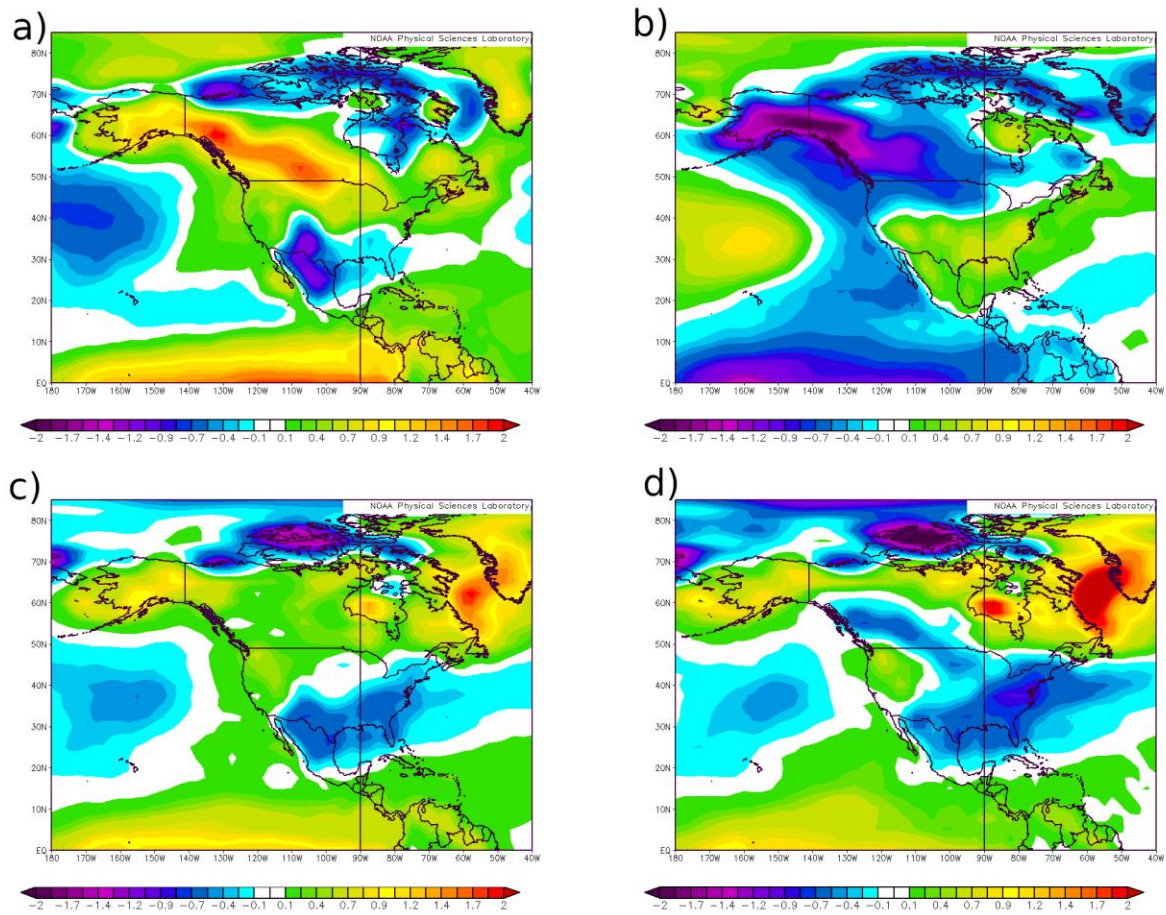 a)
NOAA Physical Sciences Laboratory
80N
70N
60N
50N
40N
30N
20N
10N
EQ
180 170W 160W 150W 140W 130W 120W 110W 100W 90W 80W 70W 60W 50W 40W
-2 -1.7 -1.4 -1.2 -0.9 -0.7 -0.4 -0.1 0.1 0.4 0.7 0.9 1.2 1.4 1.7 2
b)
NOAA Physical Sciences Laboratory
80N
70N
60N
50N
40N
30N
20N
10N
EQ
180 170W 160W 150W 140W 130W 120W 110W 100W 90W 80W 70W 60W 50W 40W
-2 -1.7 -1.4 -1.2 -0.9 -0.7 -0.4 -0.1 0.1 0.4 0.7 0.9 1.2 1.4 1.7 2
c)
NOAA Physical Sciences Laboratory
80N
70N
60N
50N
40N
30N
20N
10N
EQ
180 170W 160W 150W 140W 130W 120W 110W 100W 90W 80W 70W 60W 50W 40W
-2 -1.7 -1.4 -1.2 -0.9 -0.7 -0.4 -0.1 0.1 0.4 0.7 0.9 1.2 1.4 1.7 2
d)
NOAA Physical Sciences Laboratory
80N
70N
60N
50N
40N
30N
20N
10N
EQ
180 170W 160W 150W 140W 130W 120W 110W 100W 90W 80W 70W 60W 50W 40W
-2 -1.7 -1.4 -1.2 -0.9 -0.7 -0.4 -0.1 0.1 0.4 0.7 0.9 1.2 1.4 1.7 2